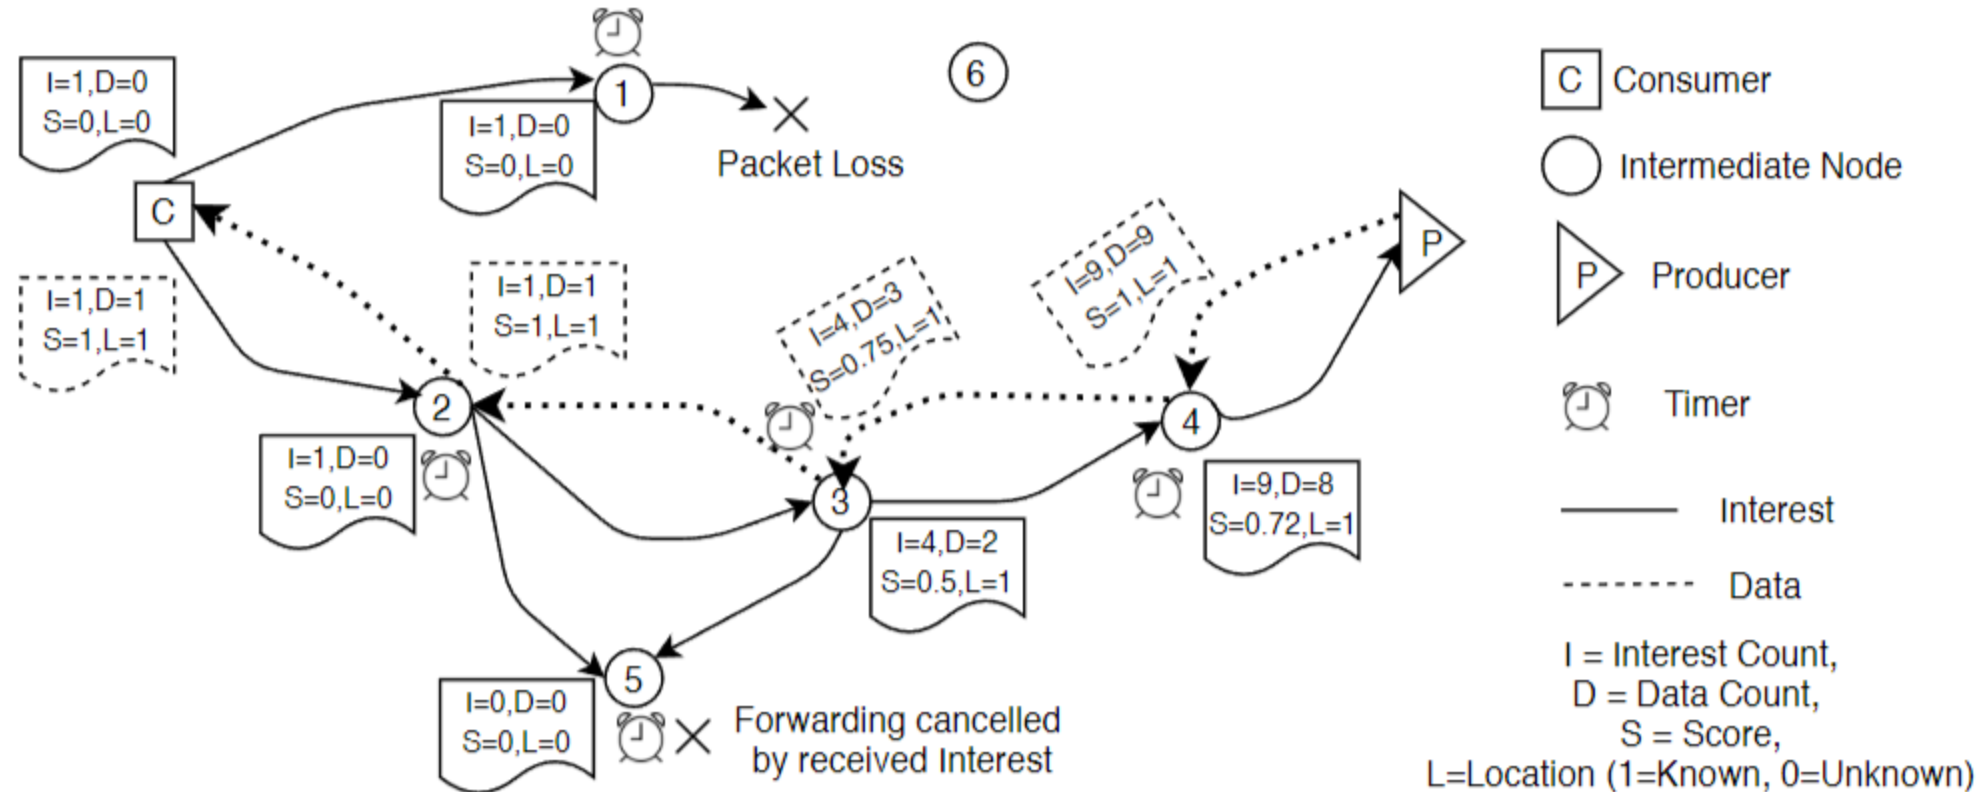 I=1,D=0
S=0,L=0
1
I=1,D=0
S=0,L=0
Packet Loss
6
C
I=1,D=1
S=1,L=1
I=1,D=1
S=1,L=1
I=4,D=3
S=0.75,L=1
I=9,D=9
S=1,L=1
P
2
I=1,D=0
S=0,L=0
3
I=4,D=2
S=0.5,L=1
4
I=9,D=8
S=0.72,L=1
5
I=0,D=0
S=0,L=0
Forwarding cancelled
by received Interest
C Consumer
Intermediate Node
P Producer
Timer
Interest
Data
I = Interest Count,
D = Data Count,
S = Score,
L=Location (1=Known, 0=Unknown)